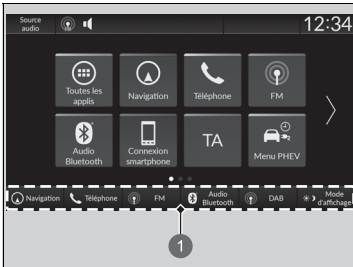 Source
audio
12:34
Toutes les
applis
Navigation
Téléphone
FM
Audio
Bluetooth
Connexion
smartphone
TA
Menu PHEV
Navigation
Téléphone
FM
Audio
Bluetooth
DAB
Mode
d'affichage
1